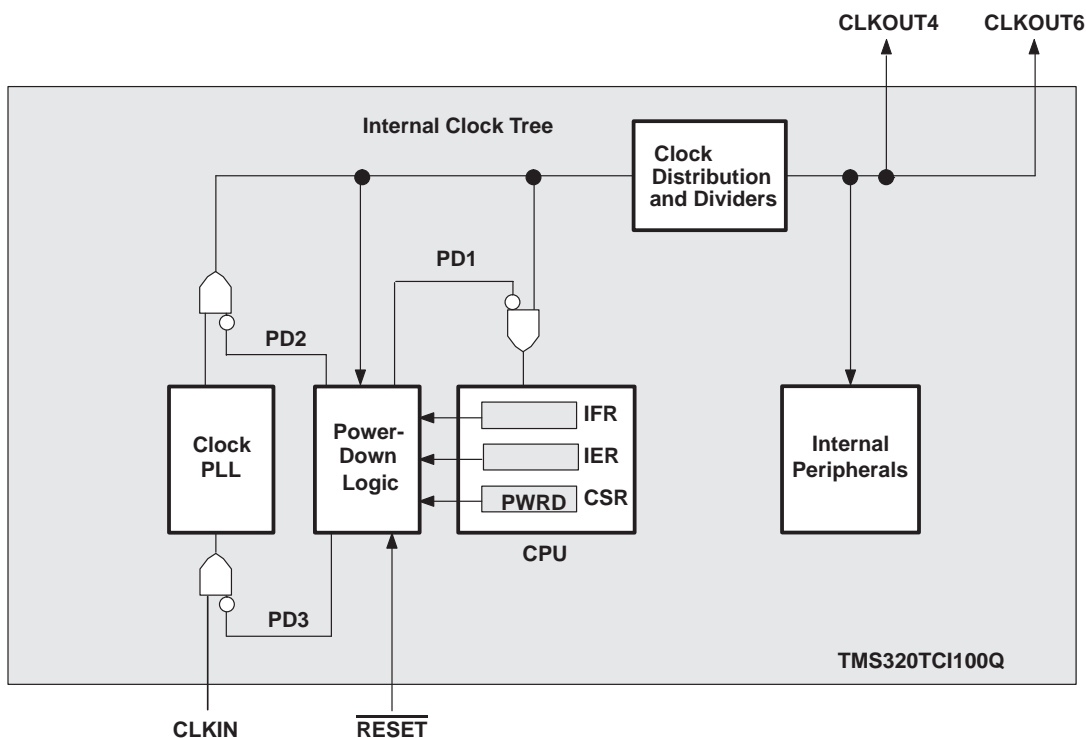 CLKOUT4 CLKOUT6
Internal Clock Tree
Clock
Distribution
and Dividers
PD1
PD2
Clock
PLL
Power-
Down
Logic
IFR
IER
PWRD CSR
CPU
Internal
Peripherals
PD3
TMS320TCI100Q
CLKIN RESET